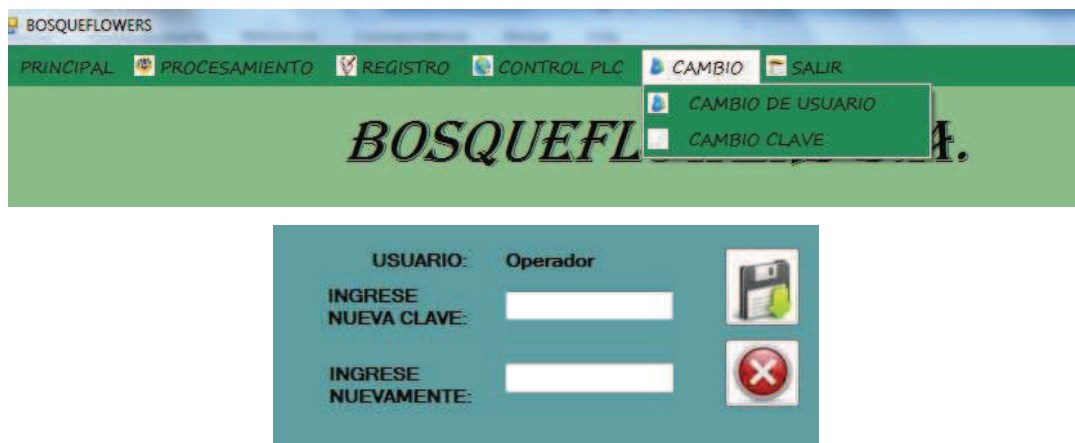 BOSQUEFLOWERS
PRINCIPAL PROCESAMIENTO REGISTRO CONTROL PLC CAMBIO SALIR
CAMBIO DE USUARIO
CAMBIO CLAVE
USUARIO: Operador
INGRESE
NUEVA CLAVE:
INGRESE
NUEVAMENTE: